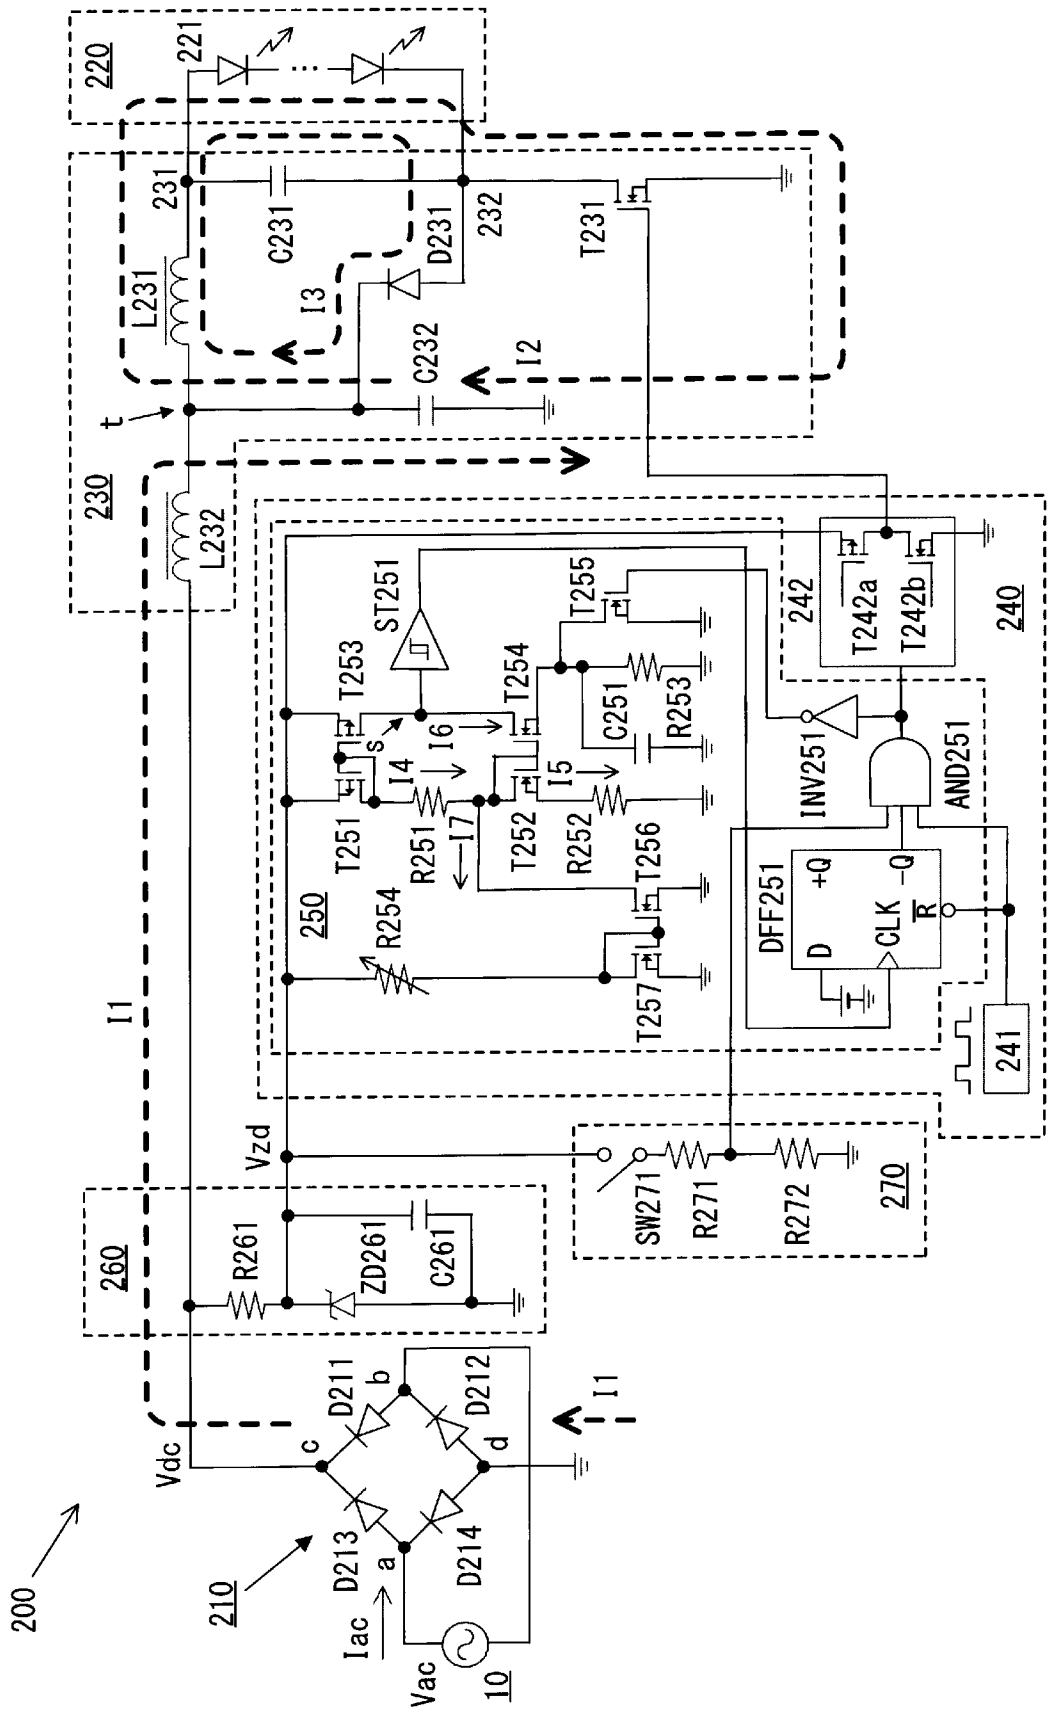 200
210
Vac
10
Iac
a
b
c
d
D213
D214
D211
D212
I1
Vdc
I1
260
R261
ZD261
C261
Vzd
270
SW271
R271
R272
230
L232
t
L231
231
C231
C232
D231
232
I2
I3
T231
220
221
240
250
R254
T257
T256
T251
T253
R251
I4
I7
s
I6
ST251
T252
T254
I5
R252
C251
R253
T255
DFF251
D
+Q
CLK
-Q
R
AND251
INV251
241
242
T242a
T242b